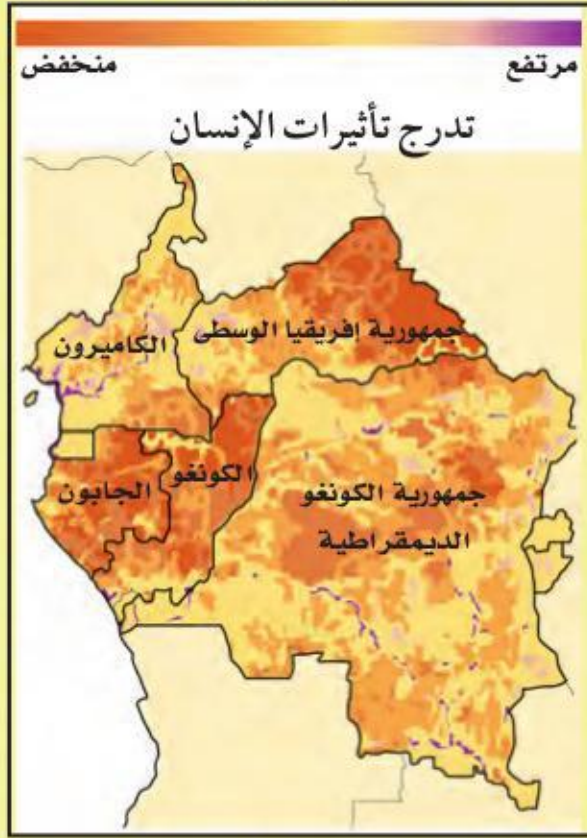 مرتفع
منخفض
تدرج تأثيرات الإنسان
جمهورية إفريقيا الوسطى
الكاميرون
الكونغو
الجابون
جمهورية الكونغو
الديمقراطية